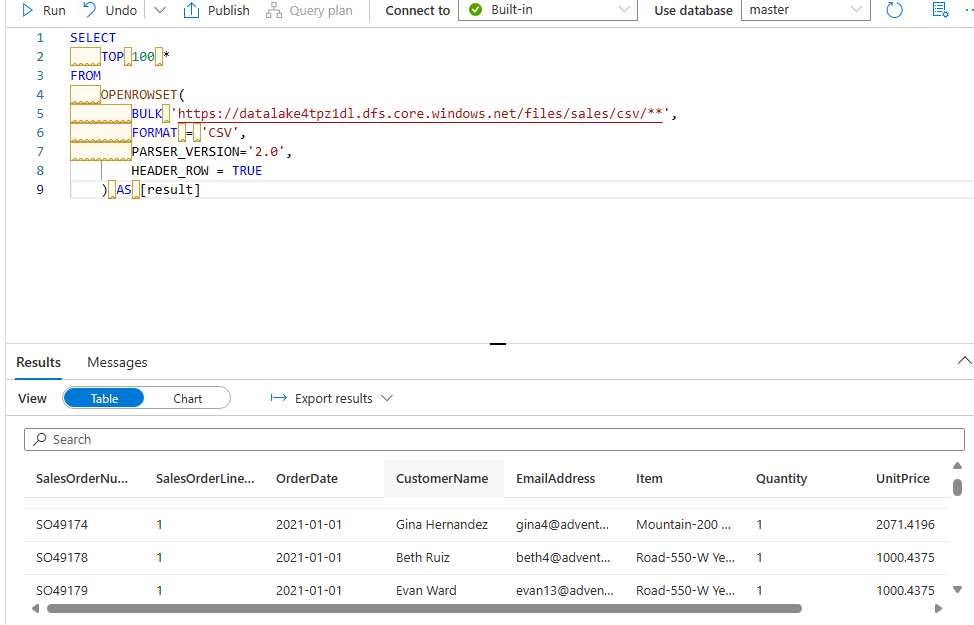 Run Undo Publish Query plan Connect to Built-in Use database master
1 SELECT
2 TOP 100 *
3 FROM
4 OPENROWSET(
5 BULK 'https://datalake4tpz1dl.dfs.core.windows.net/files/sales/csv/**',
6 FORMAT = 'CSV',
7 PARSER_VERSION='2.0',
8 HEADER_ROW = TRUE
9 ) AS [result]
Results Messages
View Table Chart Export results
Search
SalesOrderNu... SalesOrderLine... OrderDate CustomerName EmailAddress Item Quantity UnitPrice
SO49174 1 2021-01-01 Gina Hernandez gina4@advent... Mountain-200 ... 1 2071.4196
SO49178 1 2021-01-01 Beth Ruiz beth4@advent... Road-550-W Ye... 1 1000.4375
SO49179 1 2021-01-01 Evan Ward evan13@adven... Road-550-W Ye... 1 1000.4375